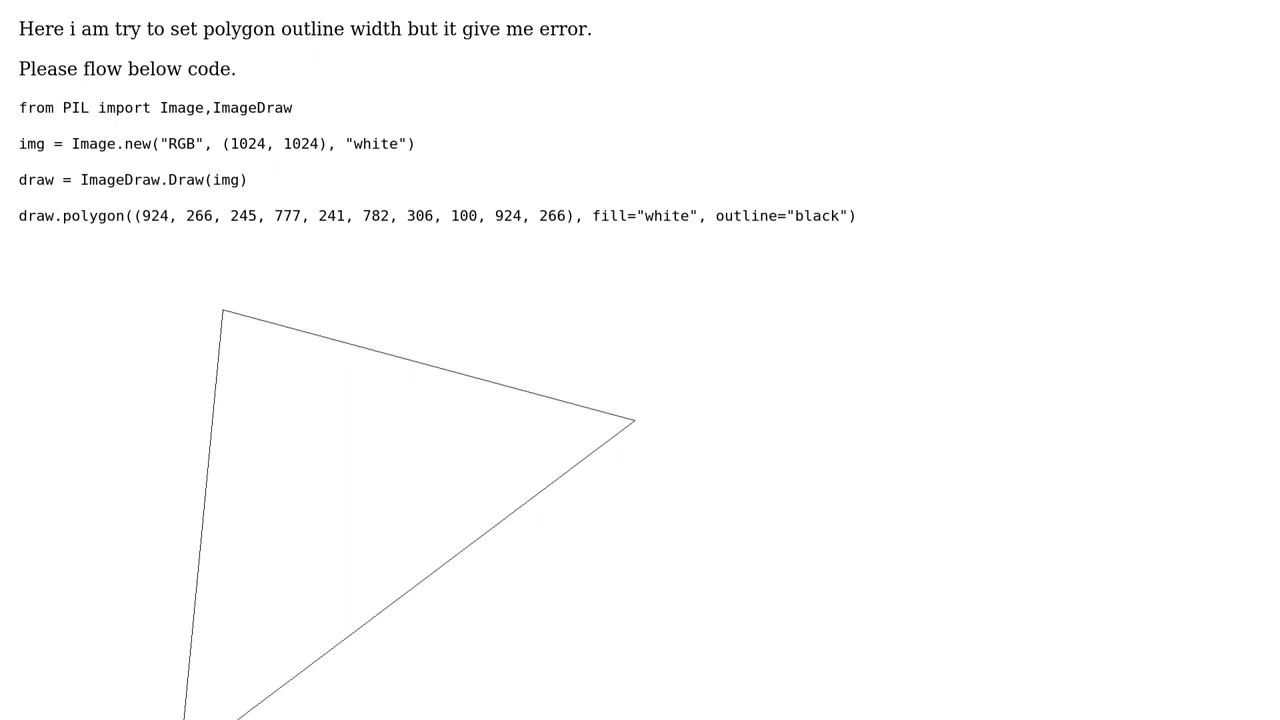 Here i am try to set polygon outline width but it give me error.
Please flow below code.
from PIL import Image,ImageDraw
img = Image.new("RGB", (1024, 1024), "white")
draw = ImageDraw.Draw(img)
draw.polygon((924, 266, 245, 777, 241, 782, 306, 100, 924, 266), fill="white", outline="black")